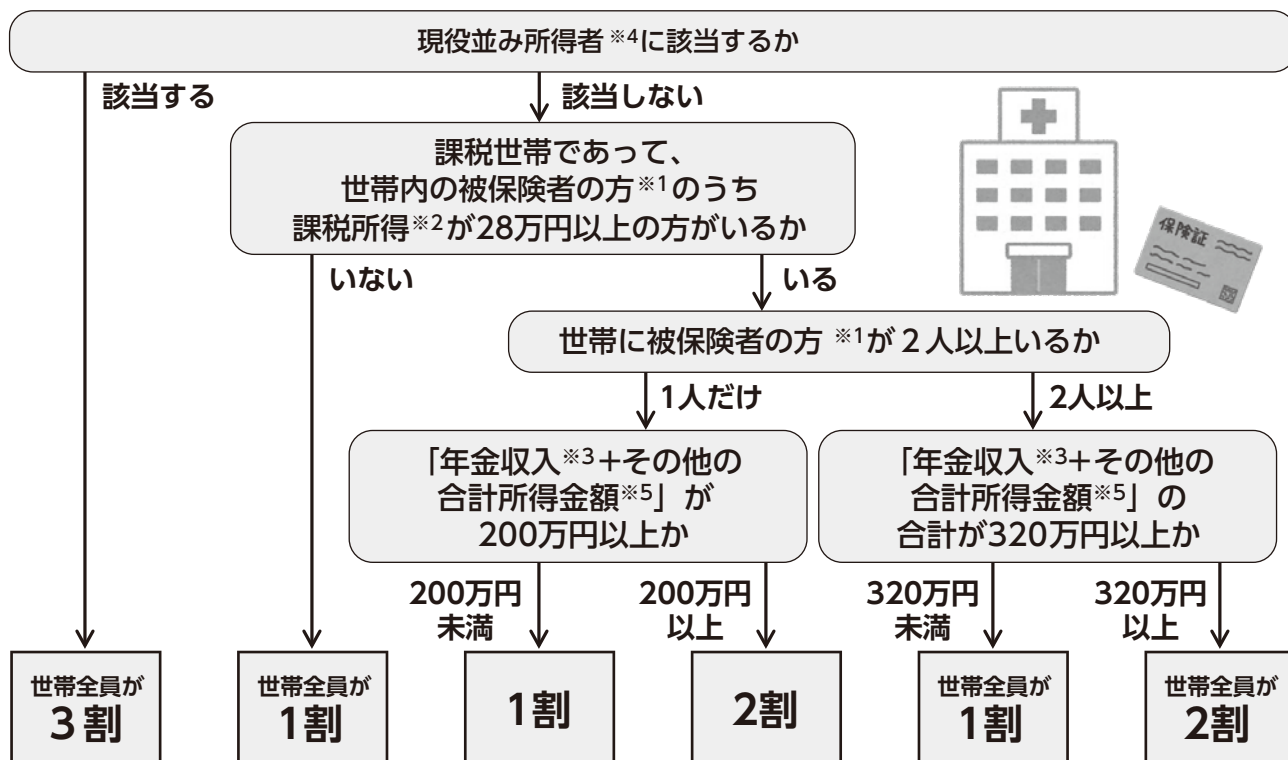 現役並み所得者※4に該当するか
該当する
該当しない
課税世帯であって、
世帯内の被保険者の方※1のうち
課税所得※2が28万円以上の方がいるか
保険証
いない
いる
世帯に被保険者の方※1が2人以上いるか
1人だけ
2人以上
「年金収入※3+その他の
合計所得金額※5」が
200万円以上か
「年金収入※3+その他の
合計所得金額※5」の
合計が320万円以上か
200万円
未満
200万円
以上
320万円
未満
320万円
以上
世帯全員が
3割
世帯全員が
1割
1割
2割
世帯全員が
1割
世帯全員が
2割